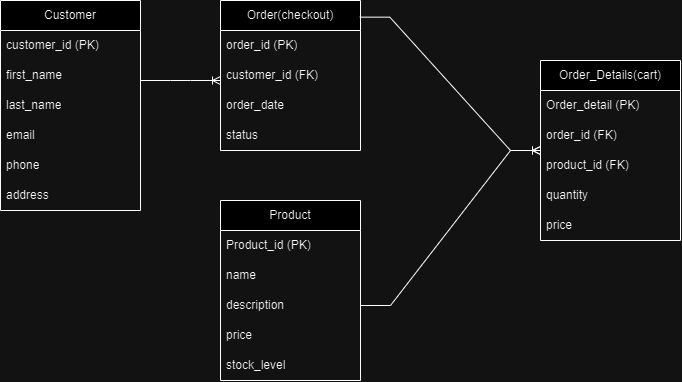 Customer
customer_id (PK)
first_name
last_name
email
phone
address
Order(checkout)
order_id (PK)
customer_id (FK)
order_date
status
Product
Product_id (PK)
name
description
price
stock_level
Order_Details(cart)
Order_detail (PK)
order_id (FK)
product_id (FK)
quantity
price